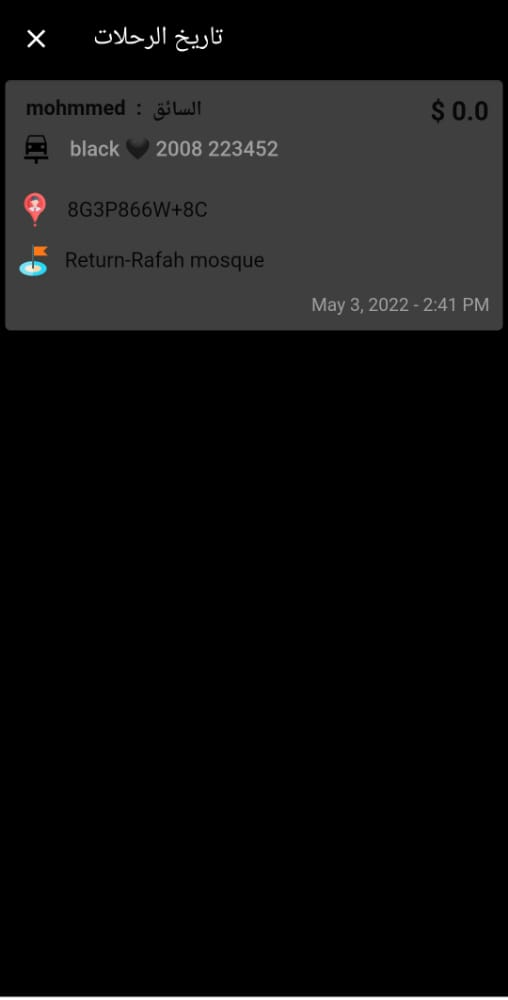 تاريخ الرحلات
mohmmed : السائق
$ 0.0
black 🖤 2008 223452
8G3P866W+8C
Return-Rafah mosque
May 3, 2022 - 2:41 PM